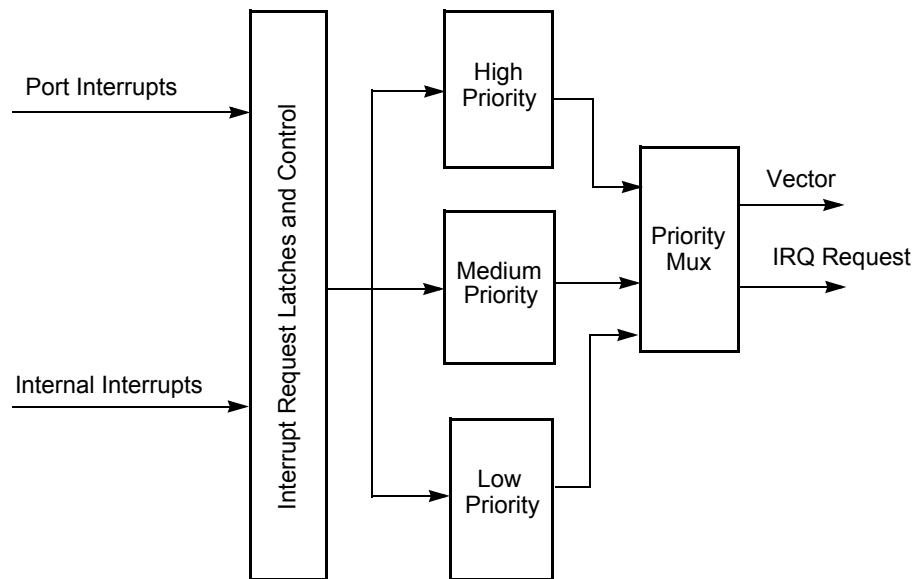 Port Interrupts
Internal Interrupts
Interrupt Request Latches and Control
High
Priority
Medium
Priority
Low
Priority
Priority
Mux
Vector
IRQ Request